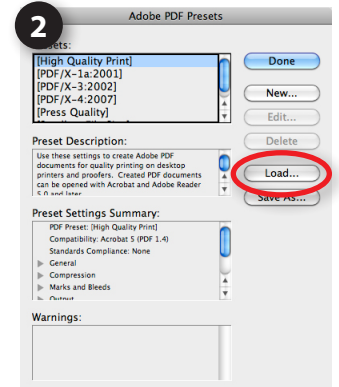 2
Adobe PDF Presets
Presets:
[High Quality Print]
[PDF/X-1a:2001]
[PDF/X-3:2002]
[PDF/X-4:2007]
[Press Quality]
Done
New...
Edit...
Delete
Load...
Save As...
Preset Description:
Use these settings to create Adobe PDF
documents for quality printing on desktop
printers and proofers. Created PDF documents
can be opened with Acrobat and Adobe Reader
5.0 and later.
Preset Settings Summary:
PDF Preset: [High Quality Print]
Compatibility: Acrobat 5 (PDF 1.4)
Standards Compliance: None
General
Compression
Marks and Bleeds
Output
Warnings: